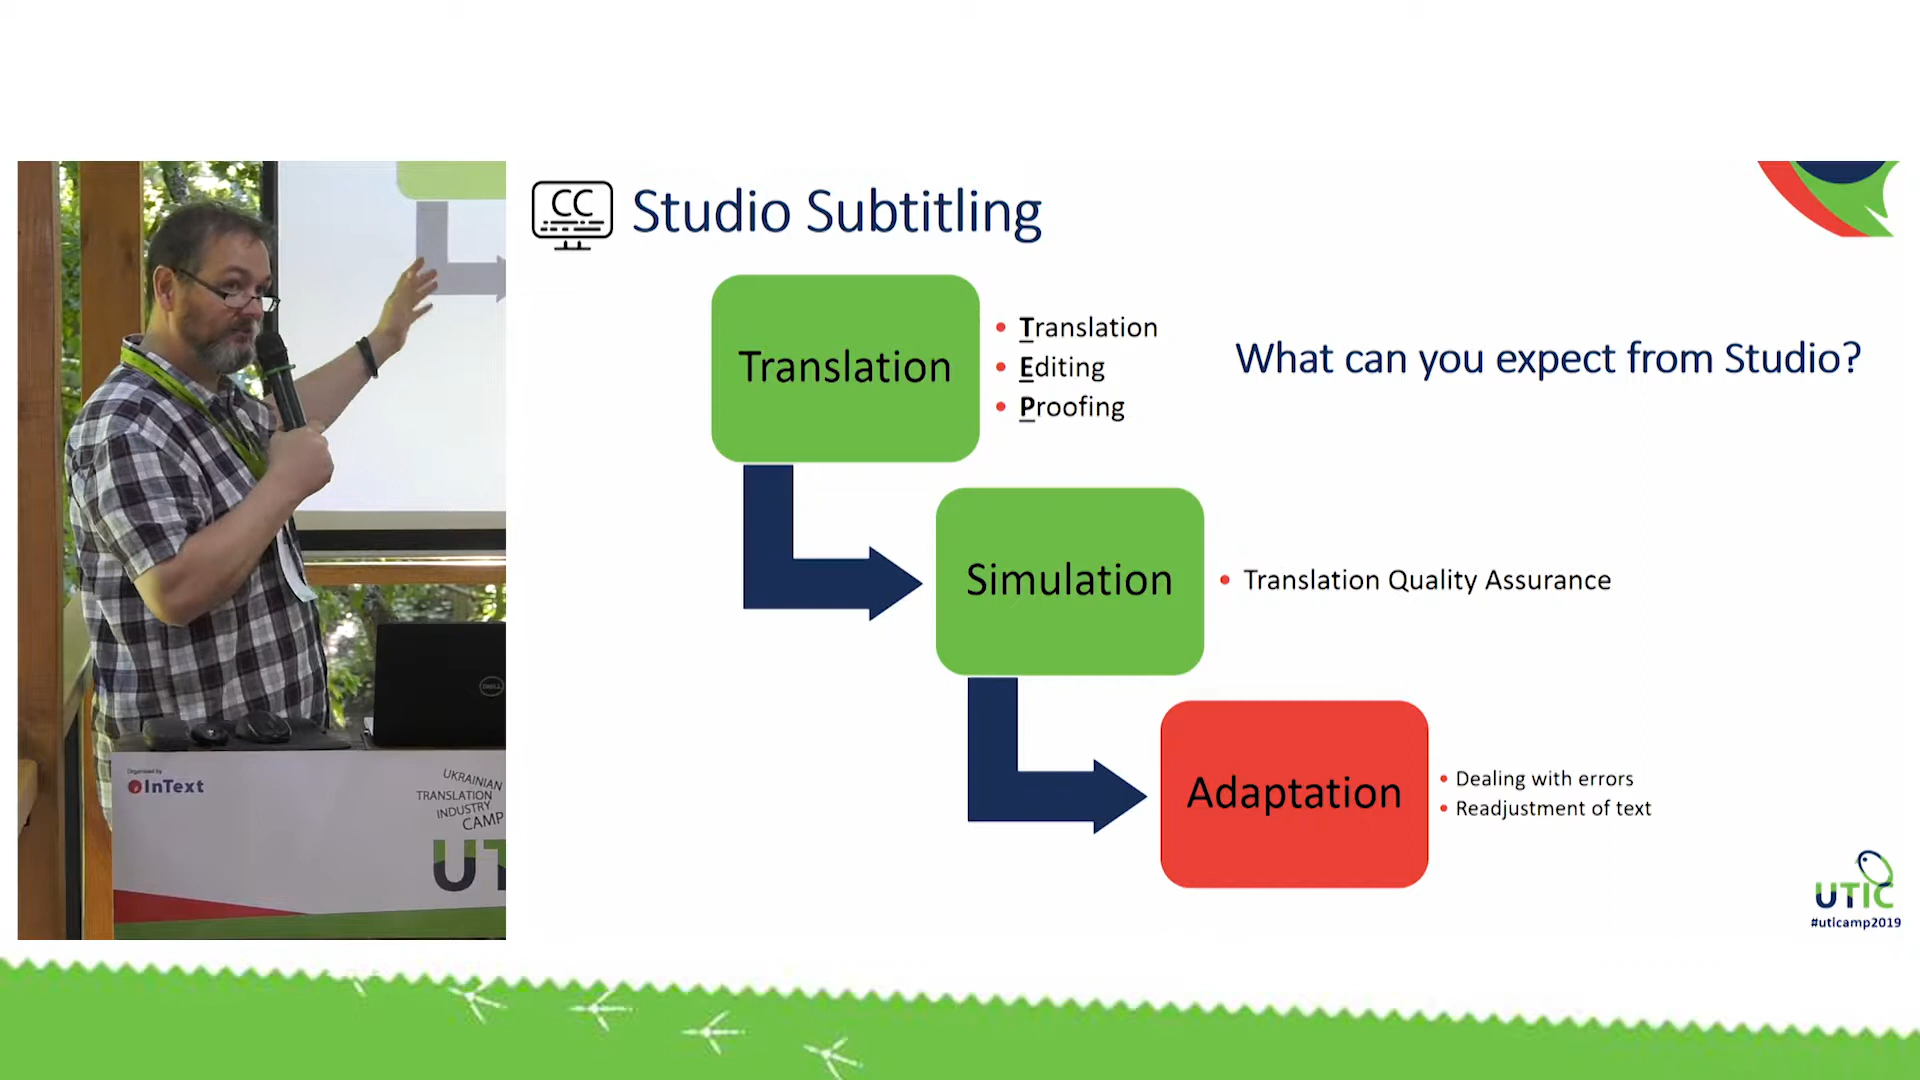 CC
Studio Subtitling
Translation
• Translation
• Editing
• Proofing
What can you expect from Studio?
Simulation
• Translation Quality Assurance
Adaptation
• Dealing with errors
• Readjustment of text
UTIC
#uticamp2019
DELL
Organised by
InText
UKRAINIAN
TRANSLATION
INDUSTRY
CAMP
UT